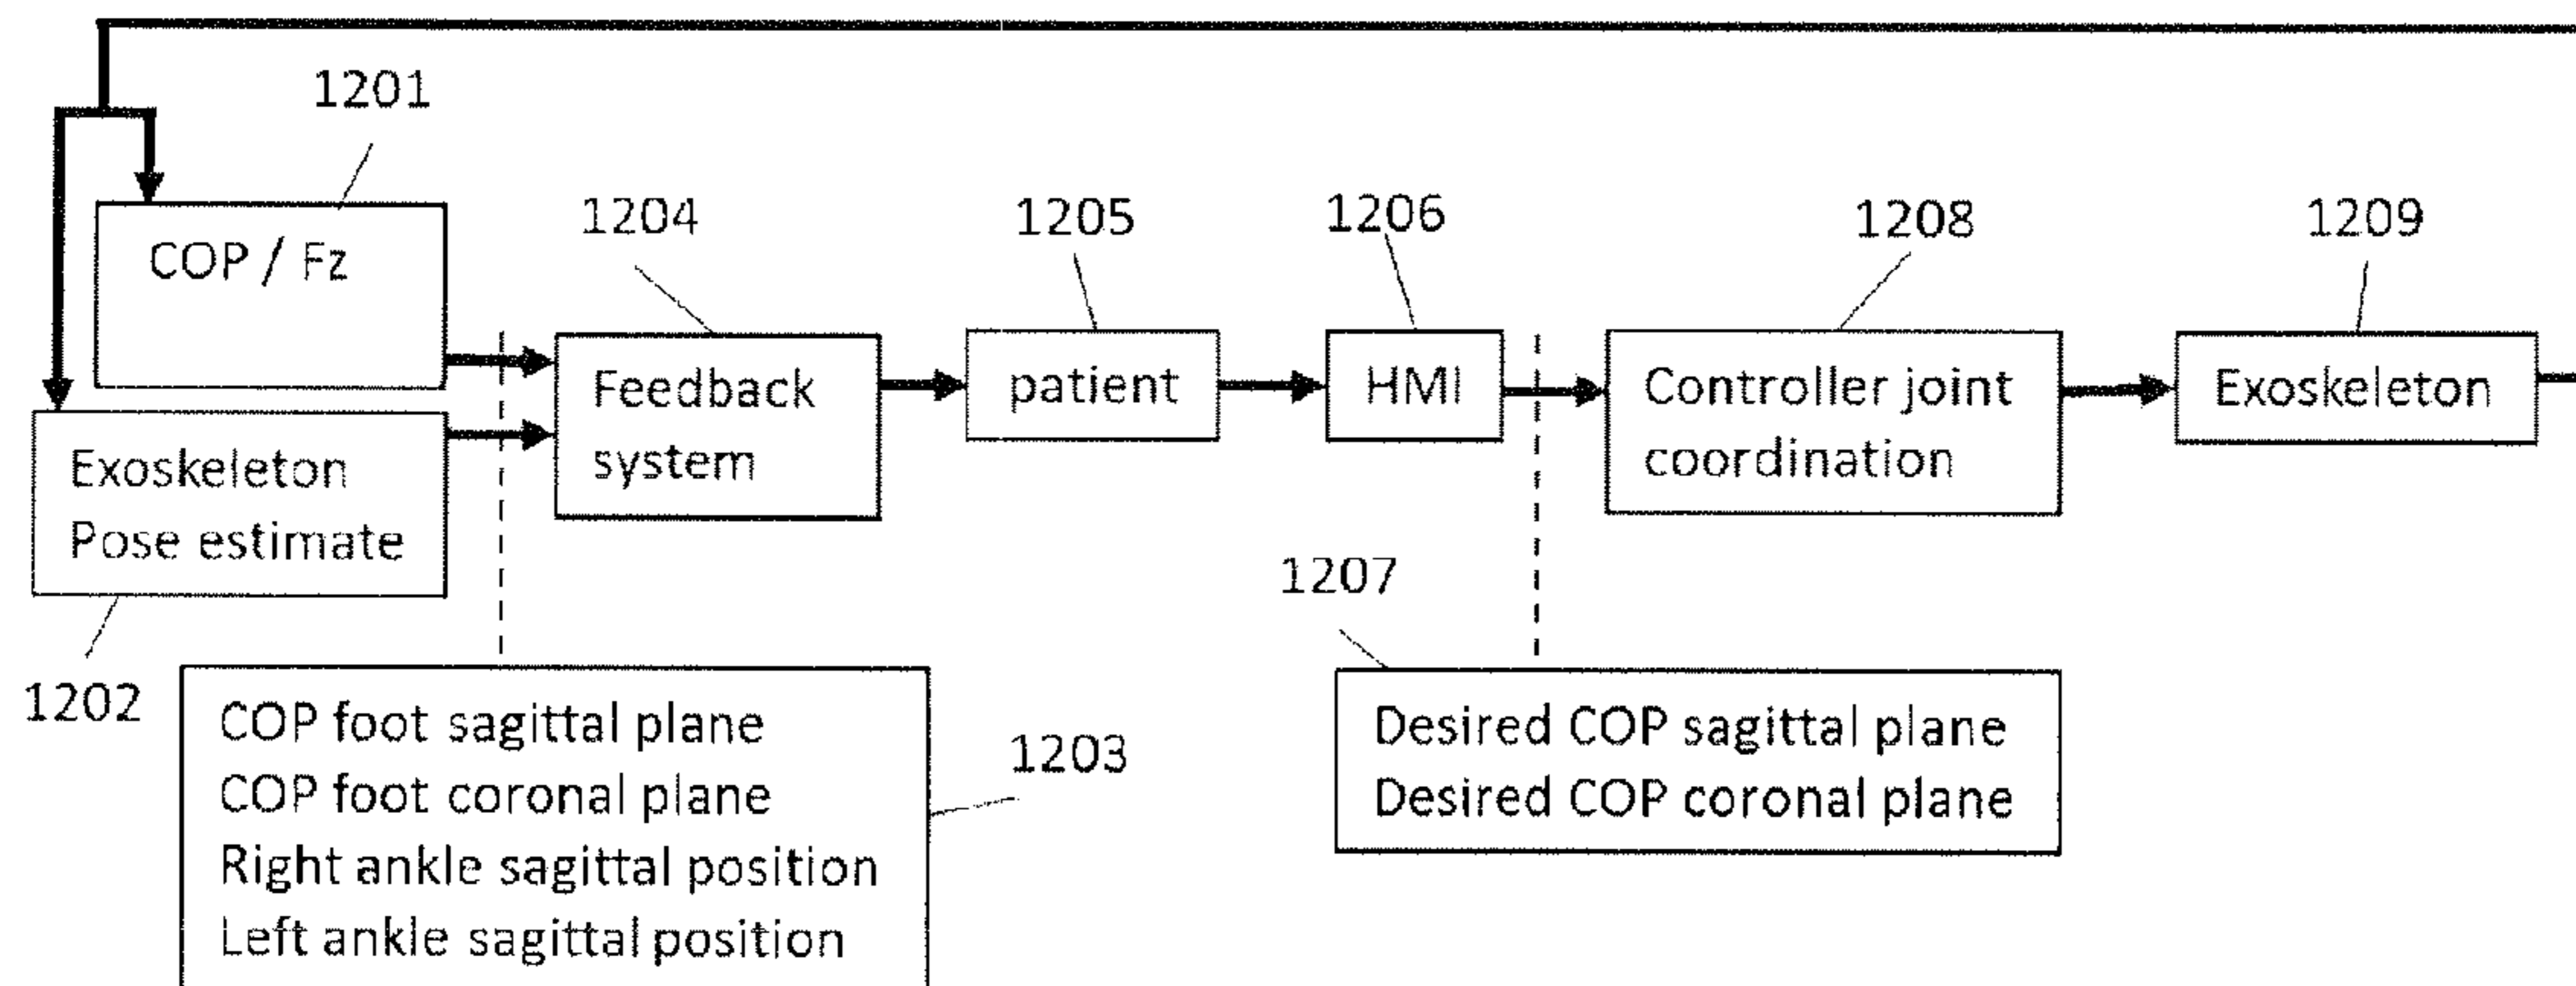 1201
COP / Fz
1204
1205
1206
1208
1209
Feedback
system
patient
HMI
Controller joint
coordination
Exoskeleton
Exoskeleton
Pose estimate
1202
1207
COP foot sagittal plane
COP foot coronal plane
Right ankle sagittal position
Left ankle sagittal position
1203
Desired COP sagittal plane
Desired COP coronal plane